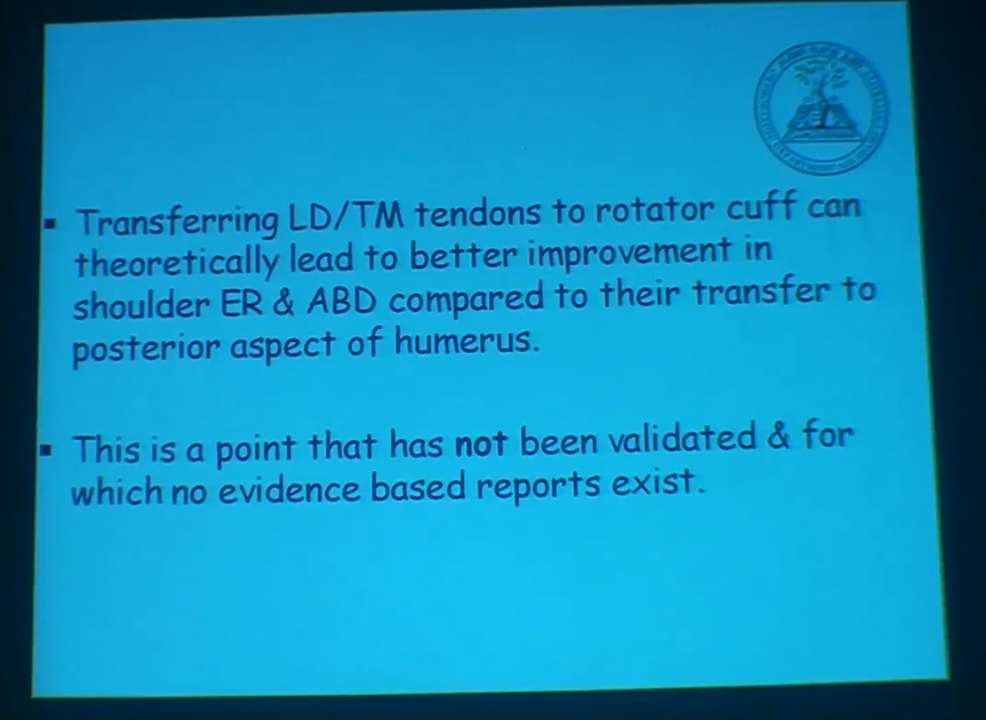 ▪ Transferring LD/TM tendons to rotator cuff can
theoretically lead to better improvement in
shoulder ER & ABD compared to their transfer to
posterior aspect of humerus.
▪ This is a point that has not been validated & for
which no evidence based reports exist.